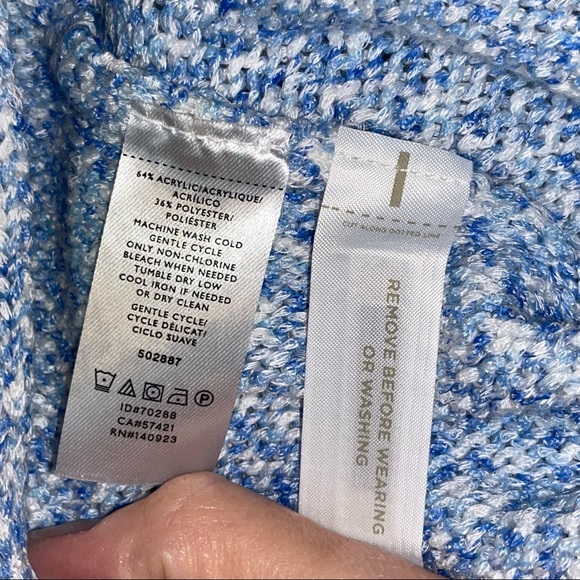 64% ACRYLIC/ACRYLIQUE/
ACRÍLICO
36% POLYESTER/
POLIÉSTER
MACHINE WASH COLD
GENTLE CYCLE
ONLY NON-CHLORINE
BLEACH WHEN NEEDED
TUMBLE DRY LOW
COOL IRON IF NEEDED
OR DRY CLEAN
GENTLE CYCLE/
CYCLE DÉLICAT/
CICLO SUAVE
502887
P
ID#70288
CA#57421
RN#140923
CUT ALONG DOTTED LINE
REMOVE BEFORE WEARING
OR WASHING